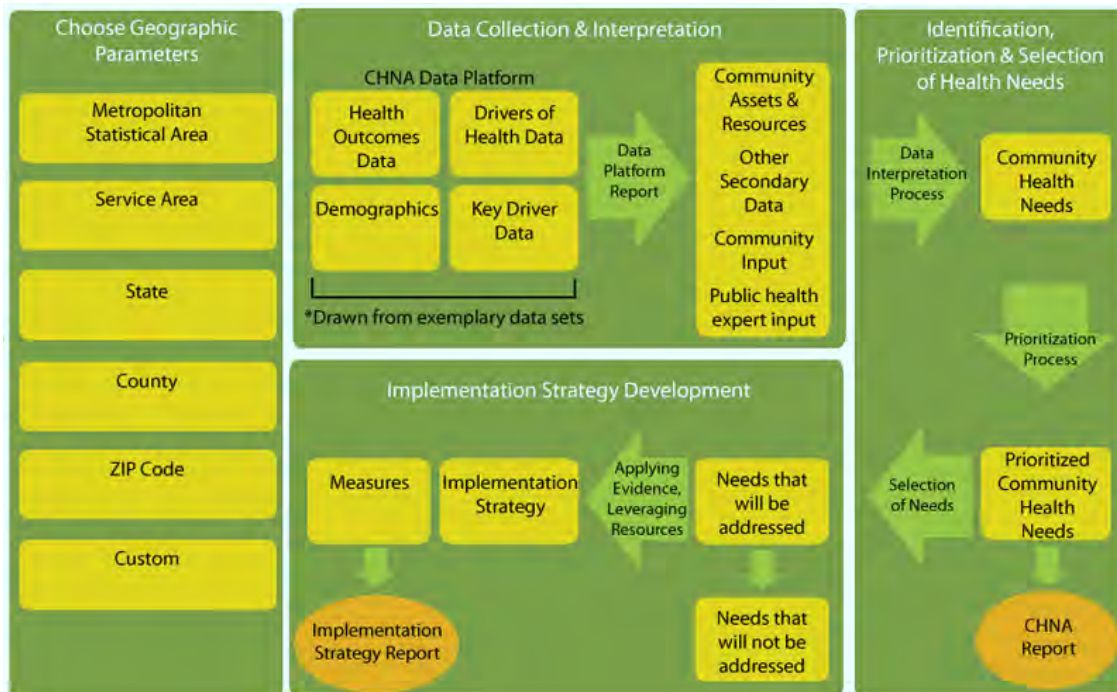 Choose Geographic
Parameters
Metropolitan
Statistical Area
Service Area
State
County
ZIP Code
Custom
Data Collection & Interpretation
CHNA Data Platform
Health
Outcomes
Data
Drivers of
Health Data
Demographics
Key Driver
Data
*Drawn from exemplary data sets
Data
Platform
Report
Community
Assets &
Resources
Other
Secondary
Data
Community
Input
Public health
expert input
Identification,
Prioritization & Selection
of Health Needs
Data
Interpretation
Process
Community
Health
Needs
Prioritization
Process
Prioritized
Community
Health
Needs
Selection
of Needs
CHNA
Report
Implementation Strategy Development
Measures
Implementation
Strategy
Applying
Evidence,
Leveraging
Resources
Needs that
will be
addressed
Implementation
Strategy Report
Needs that
will not be
addressed